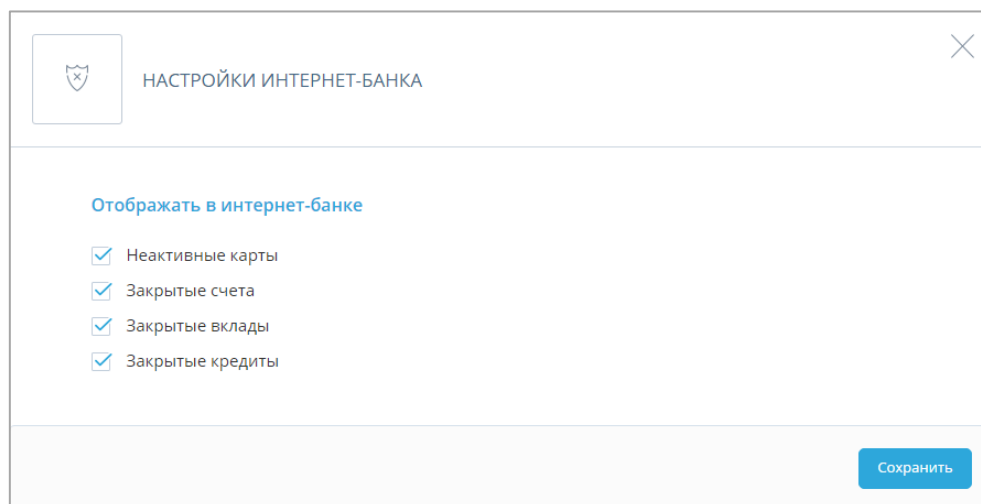 НАСТРОЙКИ ИНТЕРНЕТ-БАНКА
Отображать в интернет-банке
Неактивные карты
Закрытые счета
Закрытые вклады
Закрытые кредиты
Сохранить